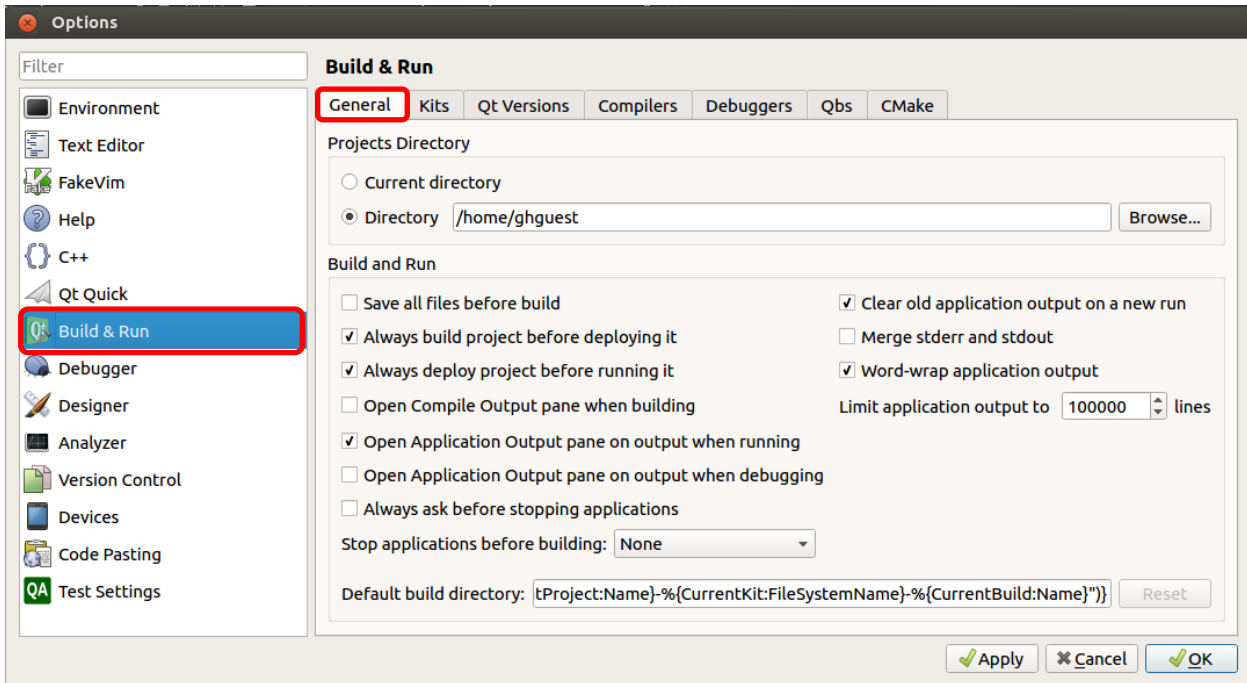 Options
Filter
Environment
Text Editor
FakeVim
Help
C++
Qt Quick
Build & Run
Debugger
Designer
Analyzer
Version Control
Devices
Code Pasting
QA Test Settings
Build & Run
General Kits Qt Versions Compilers Debuggers Qbs CMake
Projects Directory
Current directory
Directory /home/ghguest Browse...
Build and Run
Save all files before build
Always build project before deploying it
Always deploy project before running it
Open Compile Output pane when building
Open Application Output pane on output when running
Open Application Output pane on output when debugging
Always ask before stopping applications
Stop applications before building: None
Clear old application output on a new run
Merge stderr and stdout
Word-wrap application output
Limit application output to 100000 lines
Default build directory: tProject:Name}-%{CurrentKit:FileSystemName}-%{CurrentBuild:Name}")} Reset
Apply Cancel OK